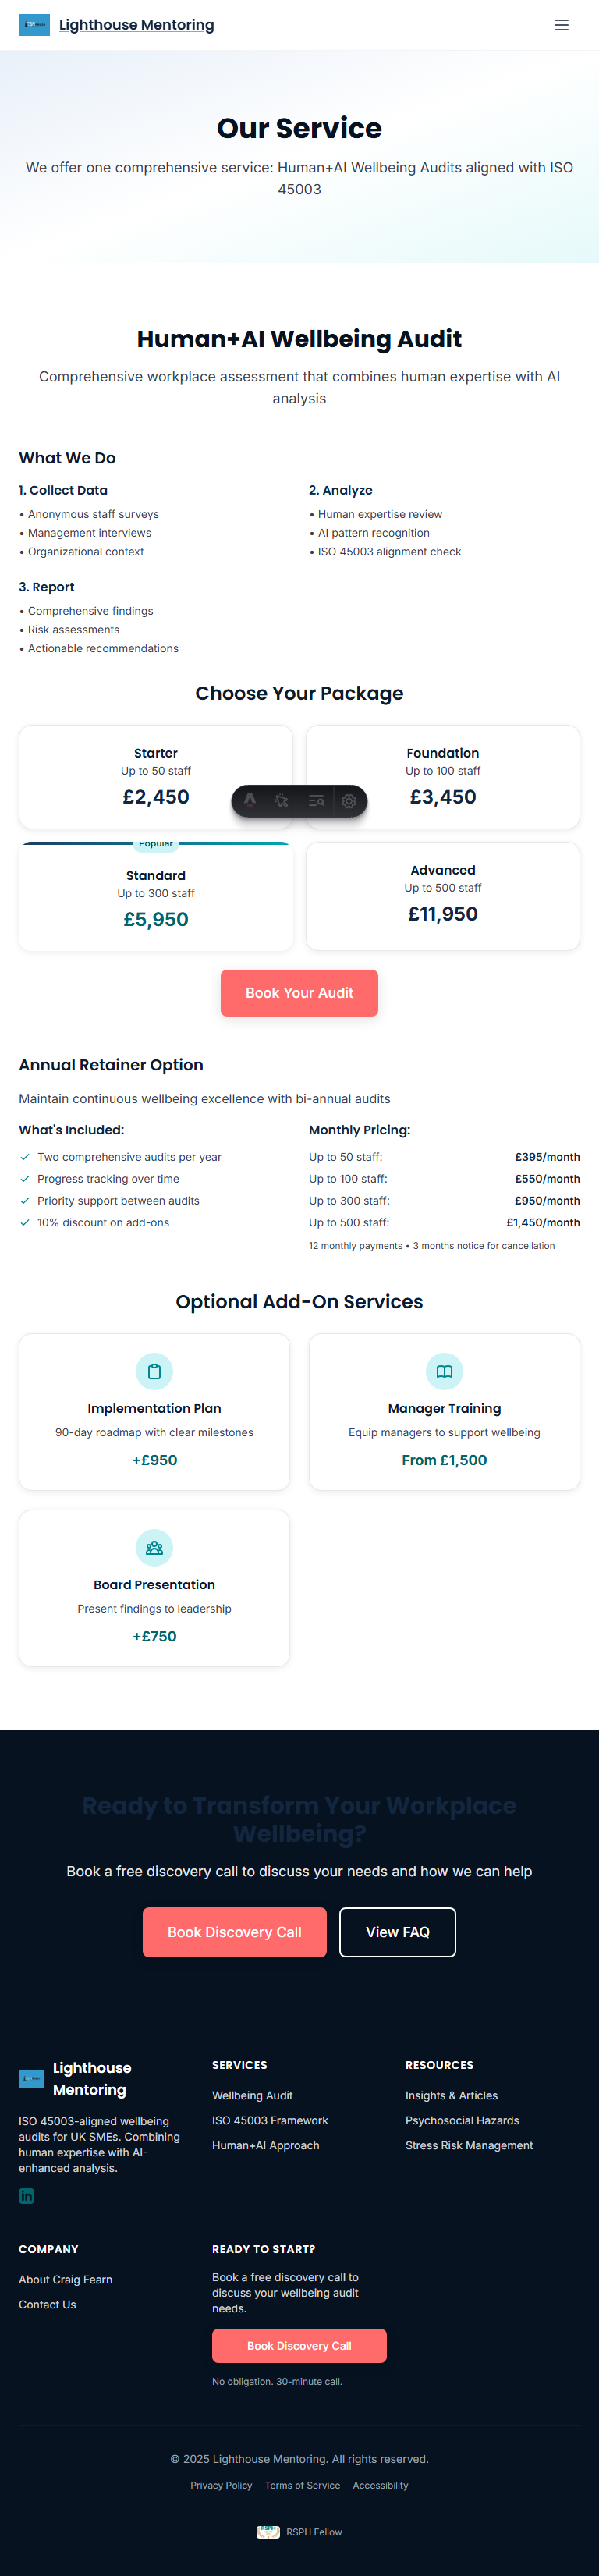 Lighthouse Mentoring
Our Service
We offer one comprehensive service: Human+AI Wellbeing Audits aligned with ISO
45003
Human+AI Wellbeing Audit
Comprehensive workplace assessment that combines human expertise with AI
analysis
What We Do
1. Collect Data
• Anonymous staff surveys
• Management interviews
• Organizational context
2. Analyze
• Human expertise review
• AI pattern recognition
• ISO 45003 alignment check
3. Report
• Comprehensive findings
• Risk assessments
• Actionable recommendations
Choose Your Package
Starter
Up to 50 staff
£2,450
Foundation
Up to 100 staff
£3,450
Popular
Standard
Up to 300 staff
£5,950
Advanced
Up to 500 staff
£11,950
Book Your Audit
Annual Retainer Option
Maintain continuous wellbeing excellence with bi-annual audits
What's Included:
Two comprehensive audits per year
Progress tracking over time
Priority support between audits
10% discount on add-ons
Monthly Pricing:
Up to 50 staff: £395/month
Up to 100 staff: £550/month
Up to 300 staff: £950/month
Up to 500 staff: £1,450/month
12 monthly payments • 3 months notice for cancellation
Optional Add-On Services
Implementation Plan
90-day roadmap with clear milestones
+£950
Manager Training
Equip managers to support wellbeing
From £1,500
Board Presentation
Present findings to leadership
+£750
Ready to Transform Your Workplace
Wellbeing?
Book a free discovery call to discuss your needs and how we can help
Book Discovery Call
View FAQ
Lighthouse
Mentoring
ISO 45003-aligned wellbeing
audits for UK SMEs. Combining
human expertise with AI-
enhanced analysis.
SERVICES
Wellbeing Audit
ISO 45003 Framework
Human+AI Approach
RESOURCES
Insights & Articles
Psychosocial Hazards
Stress Risk Management
COMPANY
About Craig Fearn
Contact Us
READY TO START?
Book a free discovery call to
discuss your wellbeing audit
needs.
Book Discovery Call
No obligation. 30-minute call.
© 2025 Lighthouse Mentoring. All rights reserved.
Privacy Policy Terms of Service Accessibility
RSPH Fellow